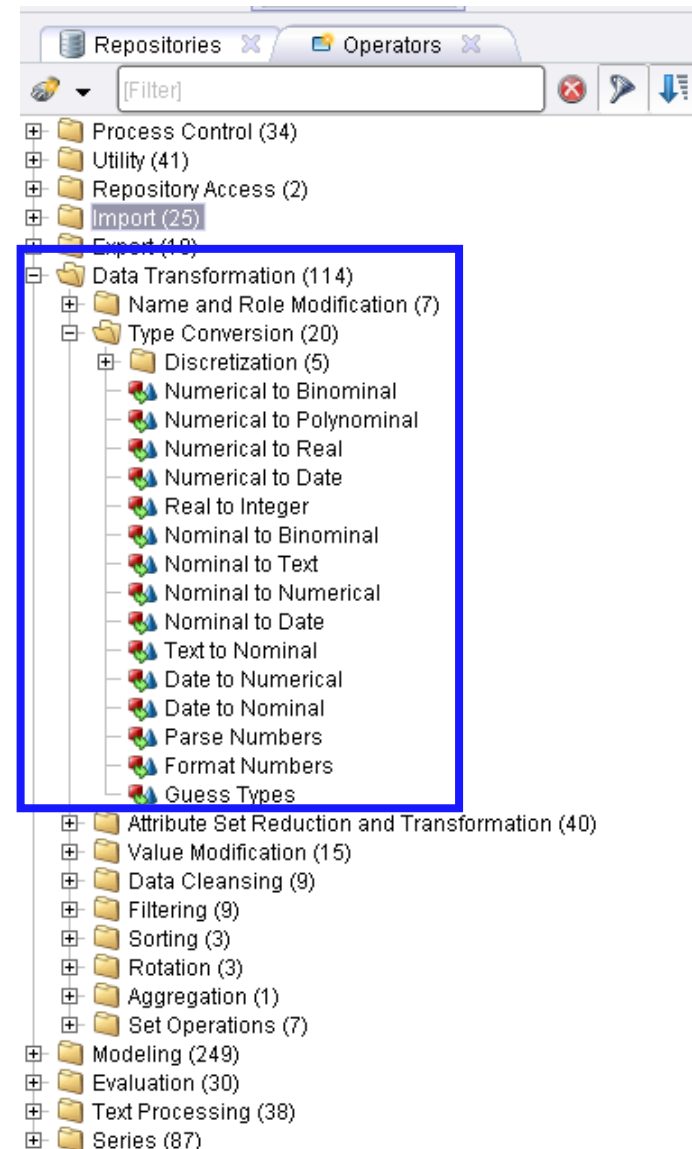 Repositories Operators
[Filter]
Process Control (34)
Utility (41)
Repository Access (2)
Import (25)
Export (18)
Data Transformation (114)
Name and Role Modification (7)
Type Conversion (20)
Discretization (5)
Numerical to Binominal
Numerical to Polynominal
Numerical to Real
Numerical to Date
Real to Integer
Nominal to Binominal
Nominal to Text
Nominal to Numerical
Nominal to Date
Text to Nominal
Date to Numerical
Date to Nominal
Parse Numbers
Format Numbers
Guess Types
Attribute Set Reduction and Transformation (40)
Value Modification (15)
Data Cleansing (9)
Filtering (9)
Sorting (3)
Rotation (3)
Aggregation (1)
Set Operations (7)
Modeling (249)
Evaluation (30)
Text Processing (38)
Series (87)